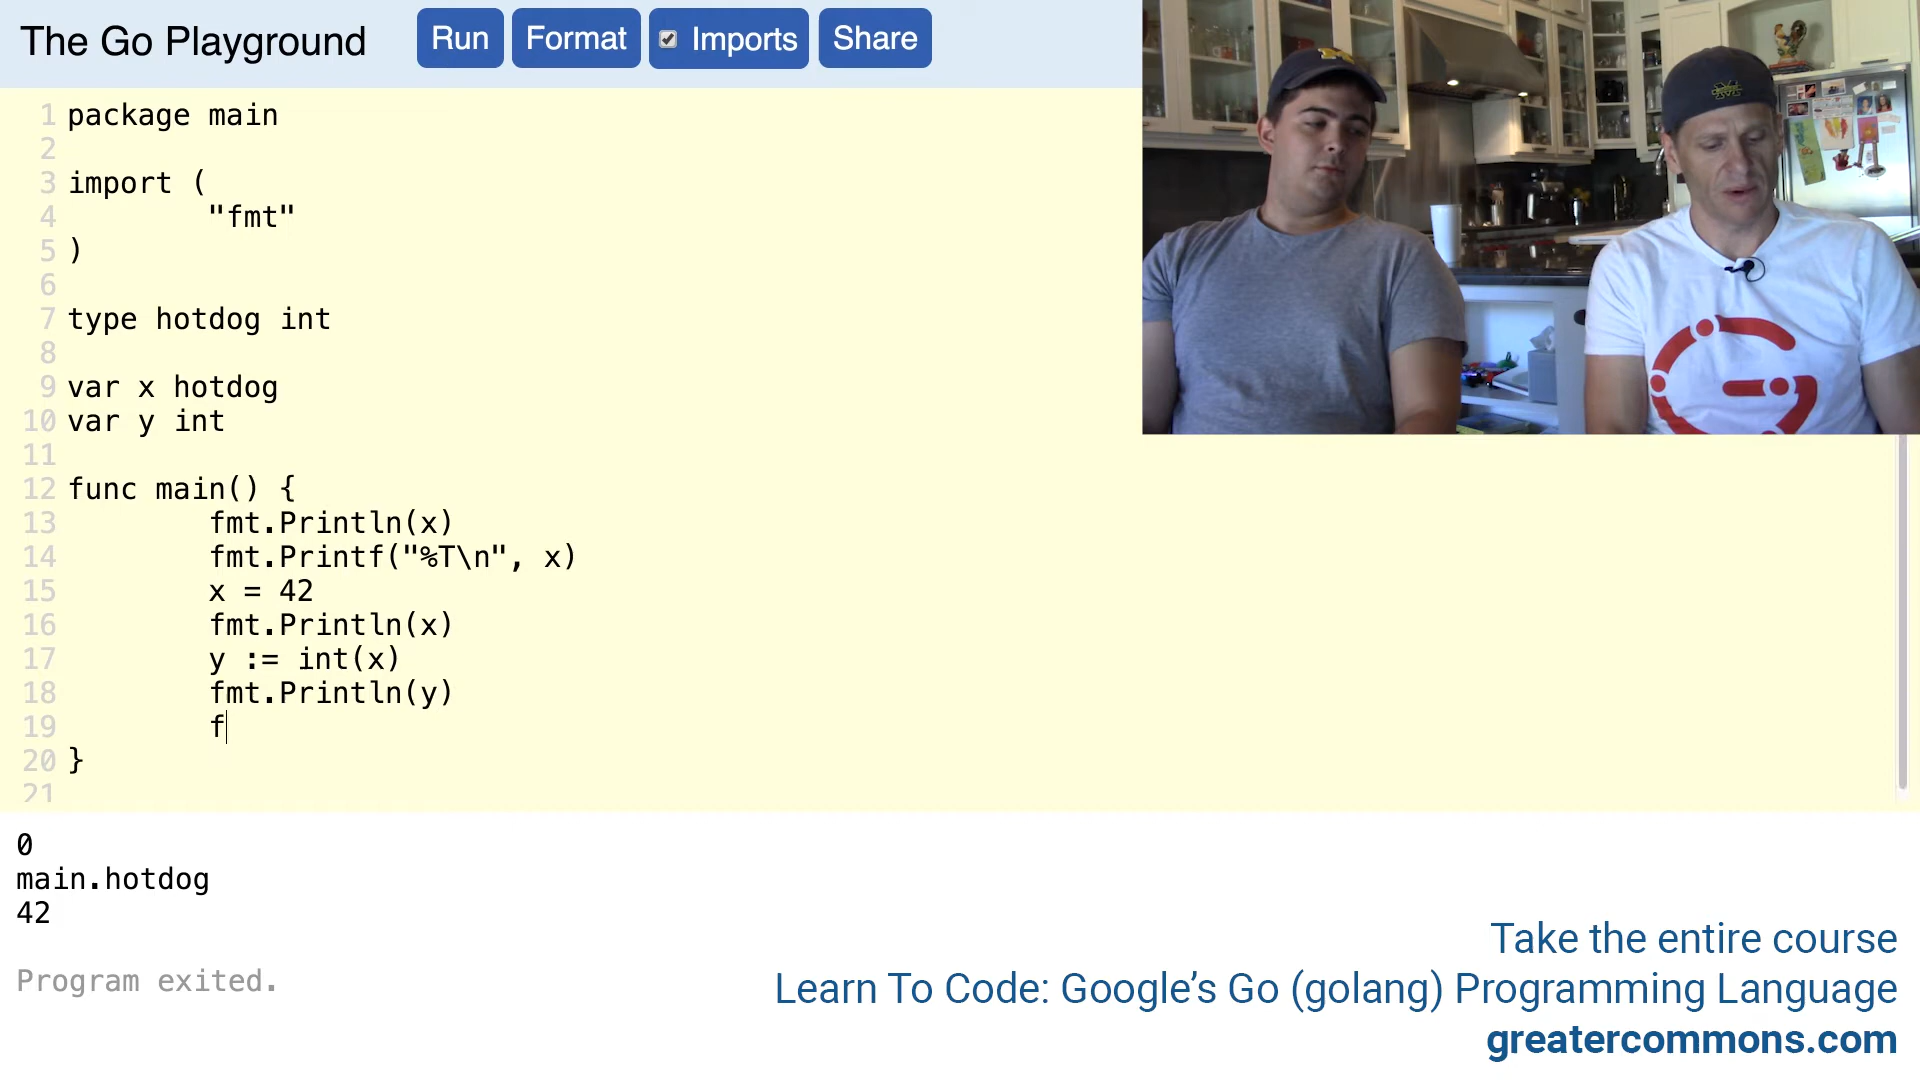 The Go Playground
Run
Format
Imports
Share
1 package main
2
3 import (
4 "fmt"
5 )
6
7 type hotdog int
8
9 var x hotdog
10 var y int
11
12 func main() {
13 fmt.Println(x)
14 fmt.Printf("%T\n", x)
15 x = 42
16 fmt.Println(x)
17 y := int(x)
18 fmt.Println(y)
19 f
20 }
21
0
main.hotdog
42
Program exited.
Take the entire course
Learn To Code: Google’s Go (golang) Programming Language
greatercommons.com